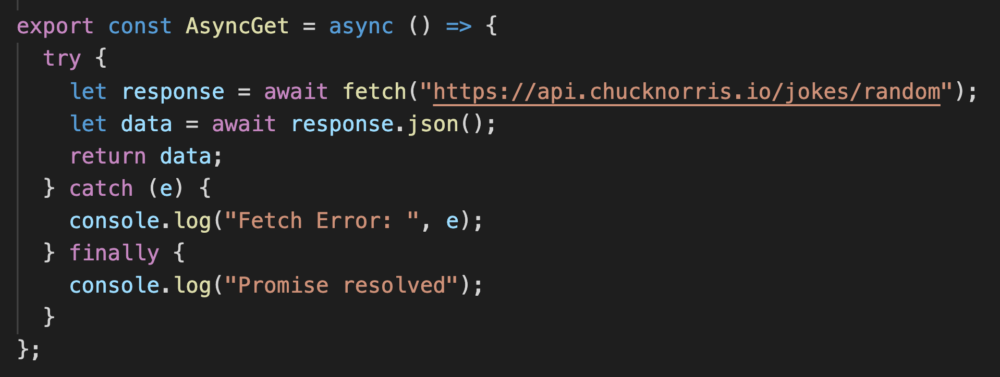 export const AsyncGet = async () => {
  try {
    let response = await fetch("https://api.chucknorris.io/jokes/random");
    let data = await response.json();
    return data;
  } catch (e) {
    console.log("Fetch Error: ", e);
  } finally {
    console.log("Promise resolved");
  }
};